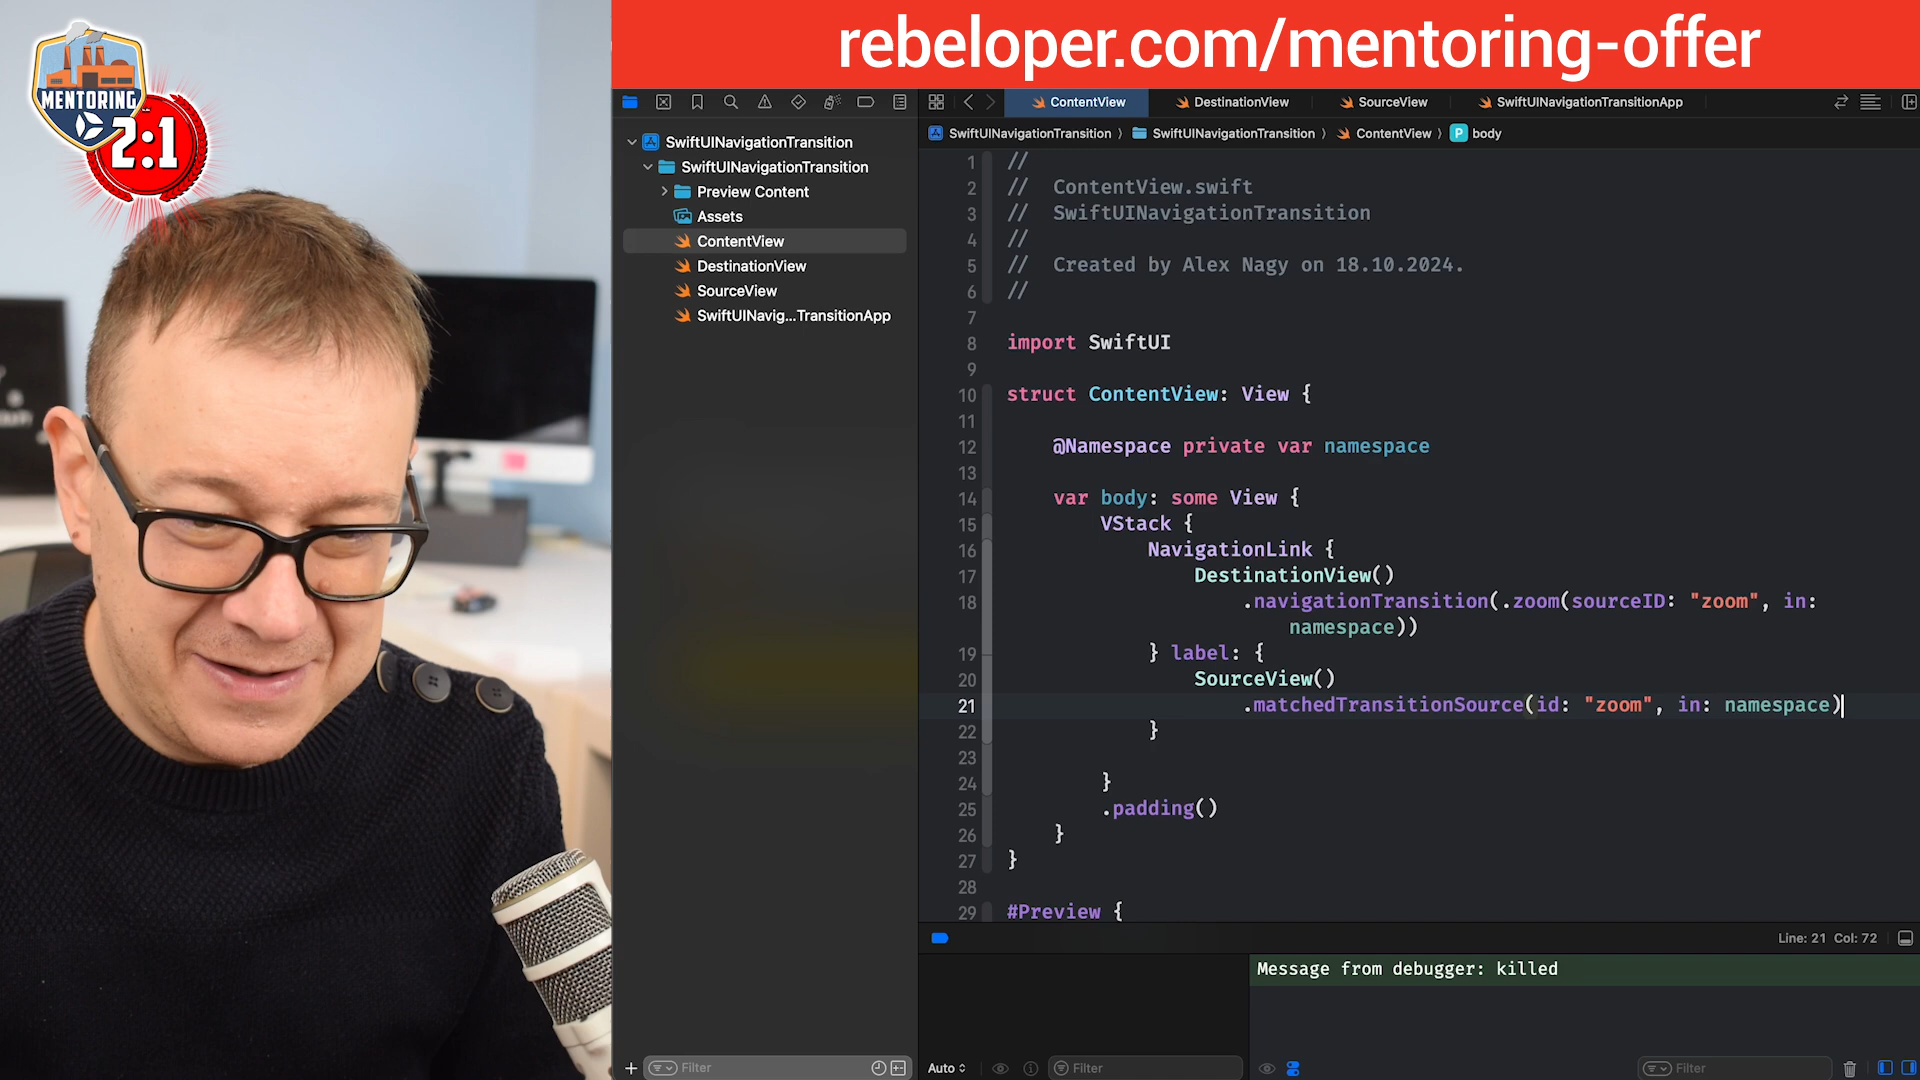 rebeloper.com/mentoring-offer
MENTORING
2:1
ContentView
DestinationView
SourceView
SwiftUINavigationTransitionApp
SwiftUINavigationTransition
SwiftUINavigationTransition
ContentView
P body
SwiftUINavigationTransition
SwiftUINavigationTransition
Preview Content
Assets
ContentView
DestinationView
SourceView
SwiftUINavig...TransitionApp
1 //
2 // ContentView.swift
3 // SwiftUINavigationTransition
4 //
5 // Created by Alex Nagy on 18.10.2024.
6 //
7
8 import SwiftUI
9
10 struct ContentView: View {
11
12 @Namespace private var namespace
13
14 var body: some View {
15 VStack {
16 NavigationLink {
17 DestinationView()
18 .navigationTransition(.zoom(sourceID: "zoom", in:
namespace))
19 } label: {
20 SourceView()
21 .matchedTransitionSource(id: "zoom", in: namespace)
22 }
23
24 }
25 .padding()
26 }
27 }
28
29 #Preview {
Line: 21 Col: 72
Message from debugger: killed
Filter
Auto
Filter
Filter